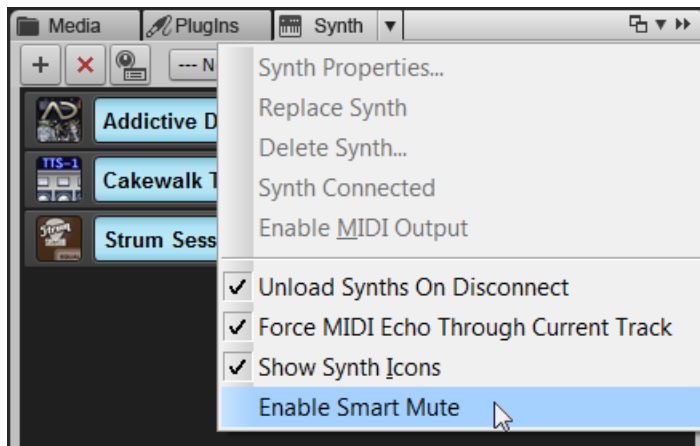 Media
PlugIns
Synth
--- N
Synth Properties...
Replace Synth
Delete Synth...
Synth Connected
Enable MIDI Output
Addictive D
TTS-1
Cakewalk T
Strum
Strum Sess
Unload Synths On Disconnect
Force MIDI Echo Through Current Track
Show Synth Icons
Enable Smart Mute